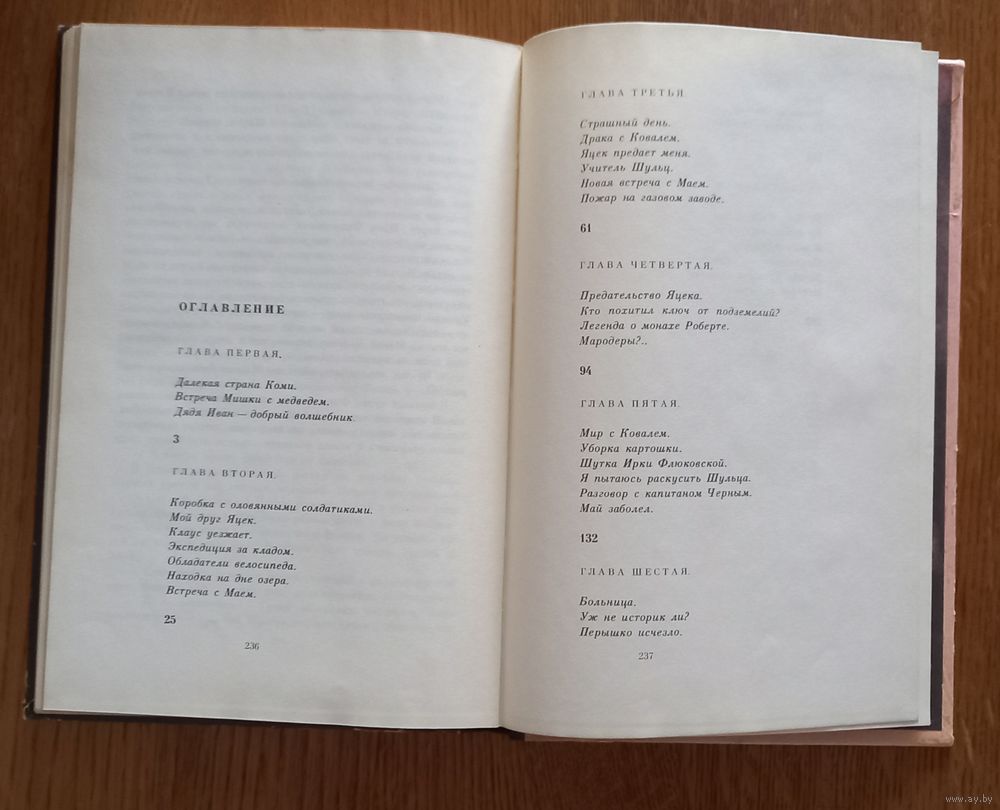 ОГЛАВЛЕНИЕ
ГЛАВА ПЕРВАЯ.
Далекая страна Коми.
Встреча Мишки с медведем.
Дядя Иван — добрый волшебник.
3
ГЛАВА ВТОРАЯ.
Коробка с оловянными солдатиками.
Мой друг Яцек.
Клаус уезжает.
Экспедиция за кладом.
Обладатели велосипеда.
Находка на дне озера.
Встреча с Маем.
25
236
ГЛАВА ТРЕТЬЯ
Страшный день.
Драка с Ковалем.
Яцек предает меня.
Учитель Шульц.
Новая встреча с Маем.
Пожар на газовом заводе.
61
ГЛАВА ЧЕТВЕРТАЯ.
Предательство Яцека.
Кто похитил ключ от подземелий?
Легенда о монахе Роберте.
Мародеры?..
94
ГЛАВА ПЯТАЯ.
Мир с Ковалем.
Уборка картошки.
Шутка Ирки Флюковской.
Я пытаюсь раскусить Шульца.
Разговор с капитаном Черным.
Май заболел.
132
ГЛАВА ШЕСТАЯ.
Больница.
Уж не историк ли?
Перышко исчезло.
237
www.ay.by